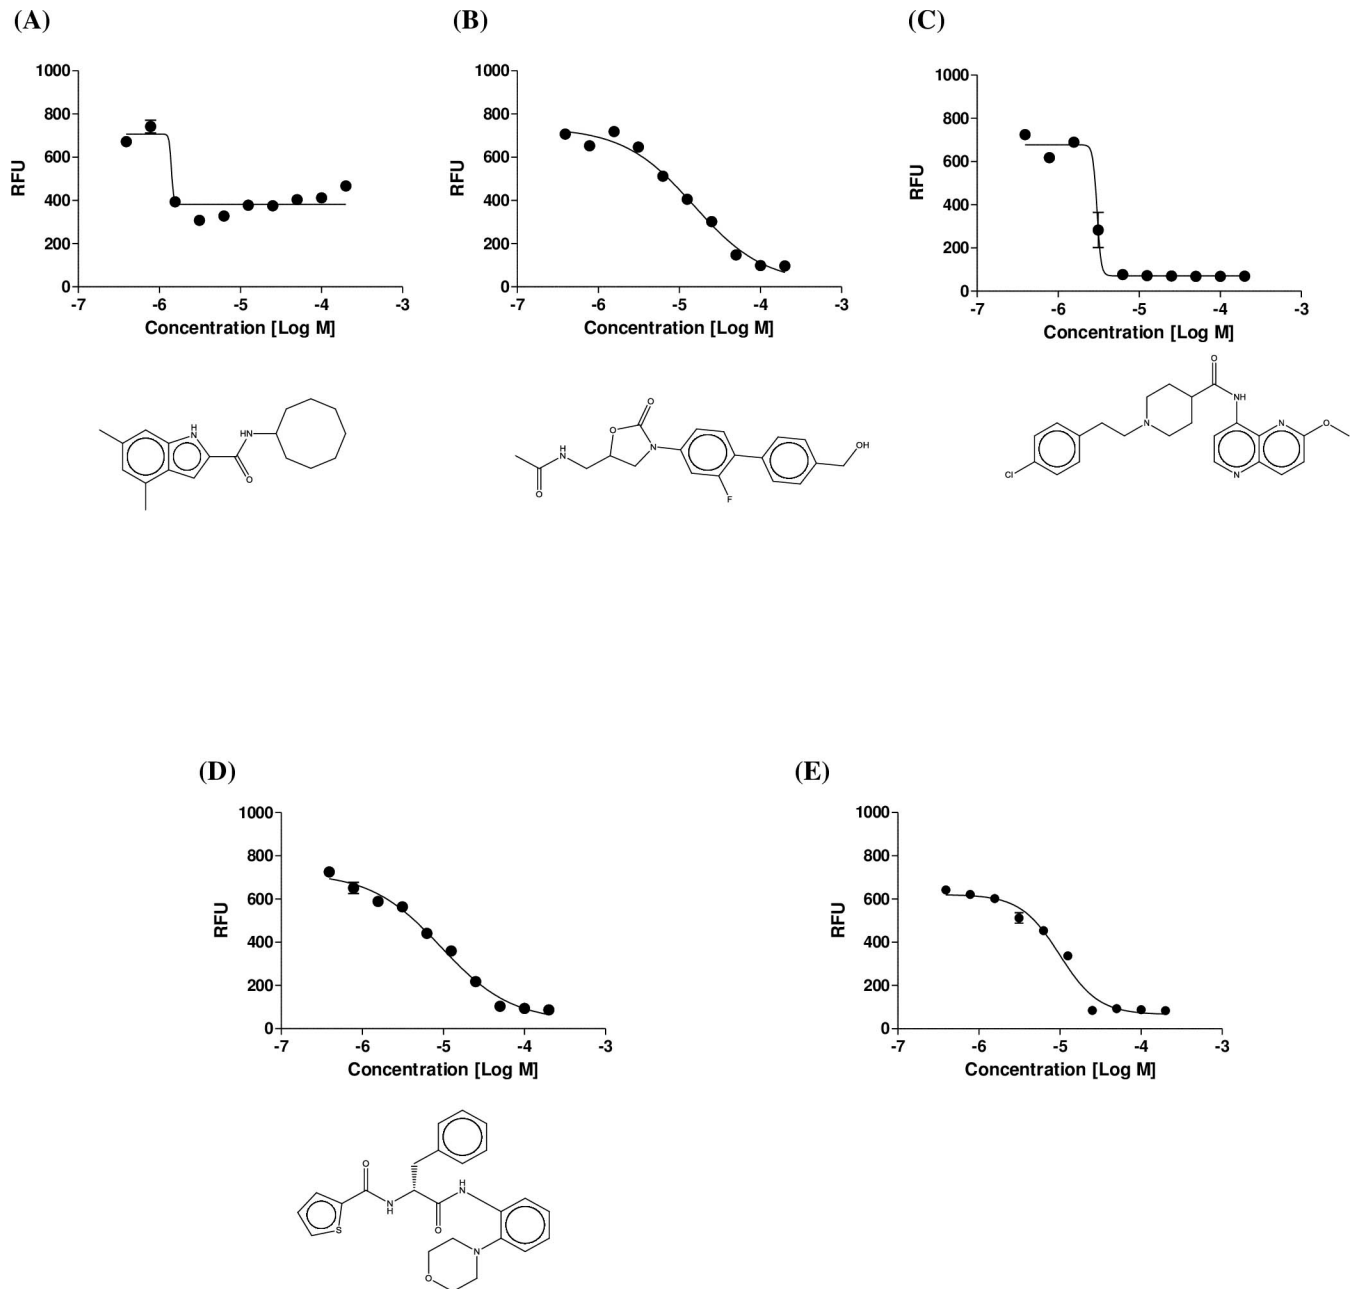 (A) (B) (C)
1000 1000 1000
800 800 800
600 600 600
RFU RFU RFU
400 400 400
200 200 200
0 0 0
-7 -6 -5 -4 -3 -7 -6 -5 -4 -3 -7 -6 -5 -4 -3
Concentration [Log M] Concentration [Log M] Concentration [Log M]
H N HN O
O O N H N O F OH
O NH N N N O Cl
(D) (E)
1000 1000
800 800
600 600
RFU RFU
400 400
200 200
0 0
-7 -6 -5 -4 -3 -7 -6 -5 -4 -3
Concentration [Log M] Concentration [Log M]
O H N N H O S N O